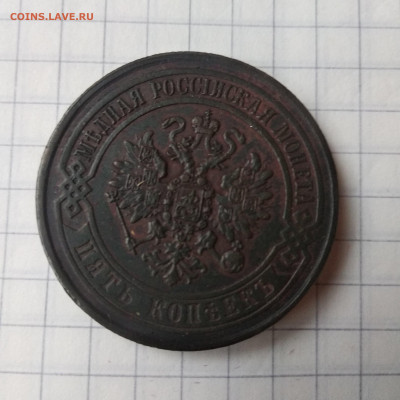 COINS.LAVE.RU
МѢДНАЯ РОССІЙСКАЯ МОНЕТА
ПЯТЬ КОПѢЕКЪ